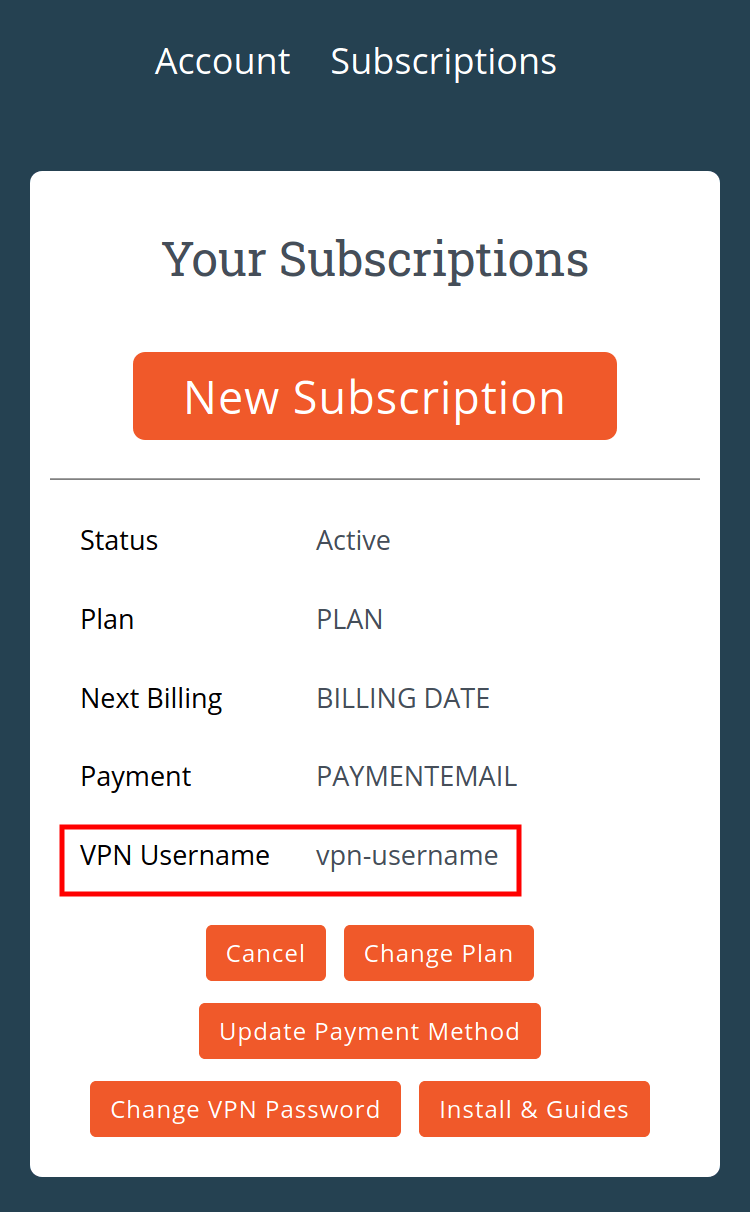 Account Subscriptions
Your Subscriptions
New Subscription
Status Active
Plan PLAN
Next Billing BILLING DATE
Payment PAYMENTEMAIL
VPN Username vpn-username
Cancel Change Plan
Update Payment Method
Change VPN Password Install & Guides